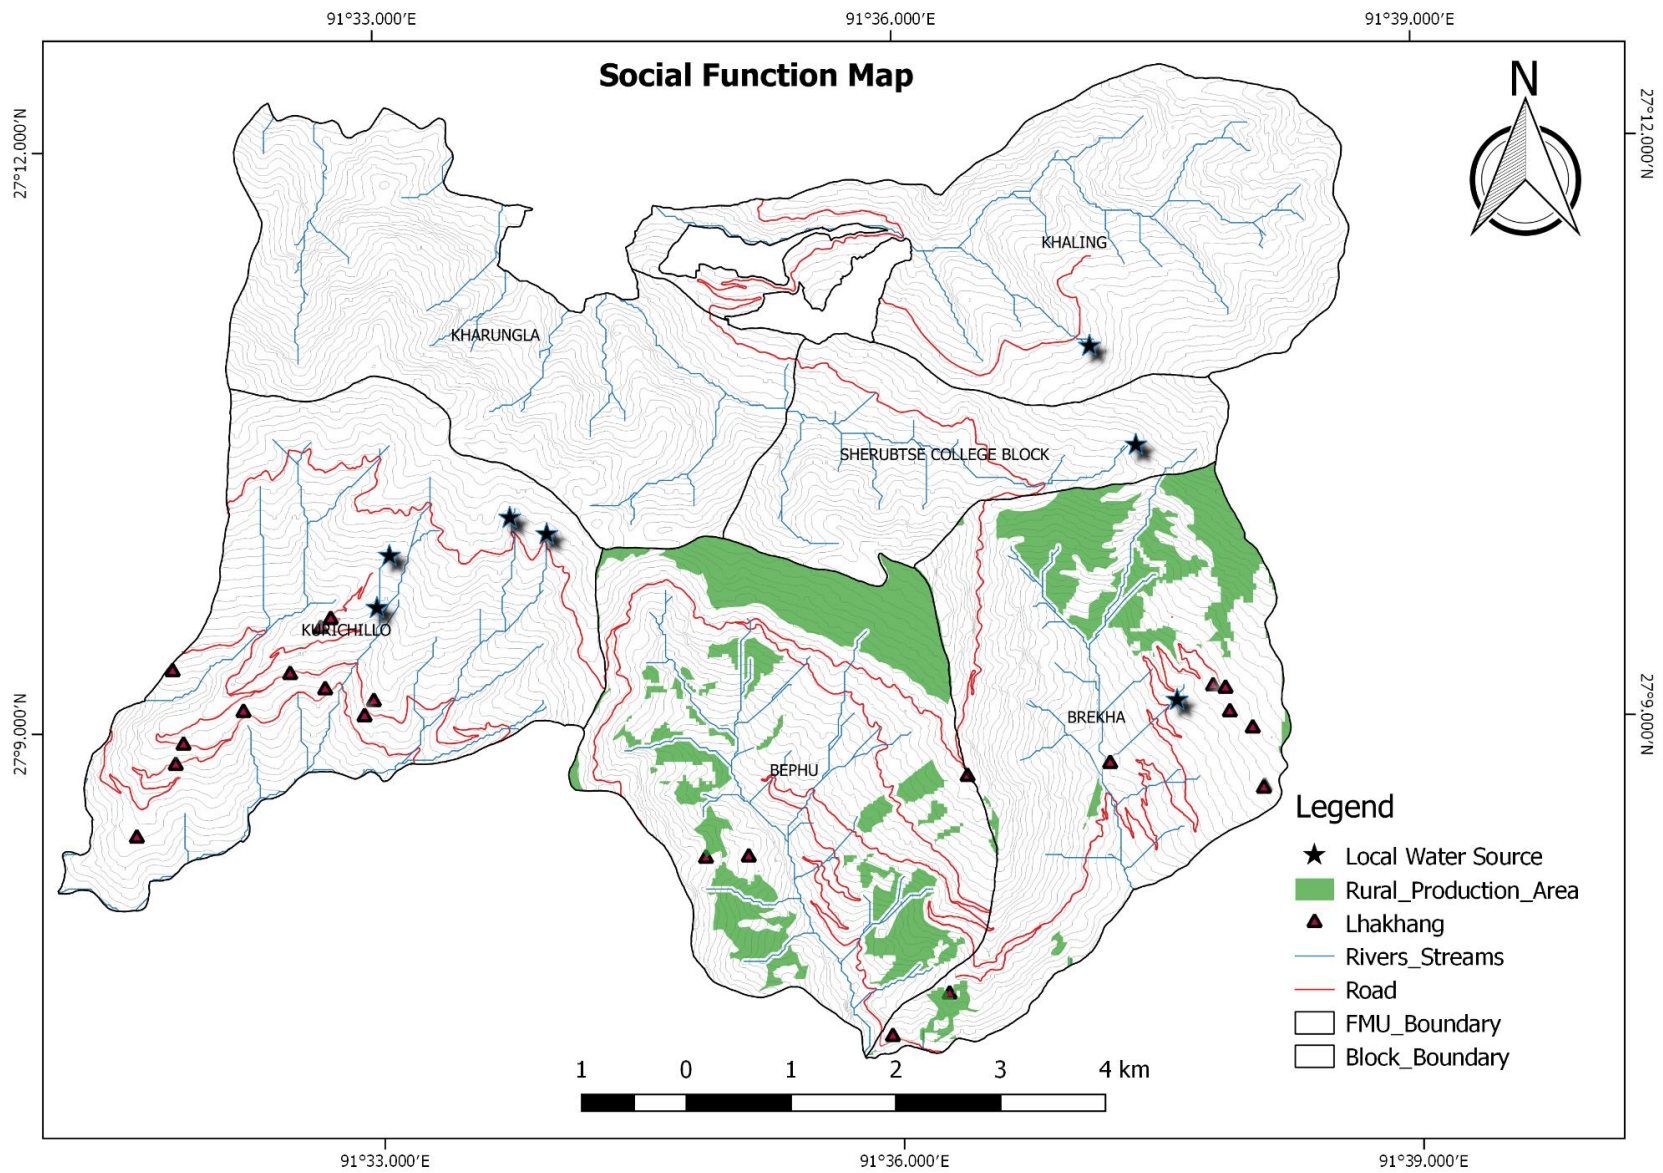 91°33.000'E
91°36.000'E
91°39.000'E
Social Function Map
N
27°12.000'N
27°12.000'N
KHALING
KHARUNGLA
SHERUBTSE COLLEGE BLOCK
KURICHILLO
BREKHA
27°9.000'N
27°9.000'N
BEPHU
Legend
Local Water Source
Rural_Production_Area
Lhakhang
Rivers_Streams
Road
FMU_Boundary
Block_Boundary
1 0 1 2 3 4 km
91°33.000'E
91°36.000'E
91°39.000'E